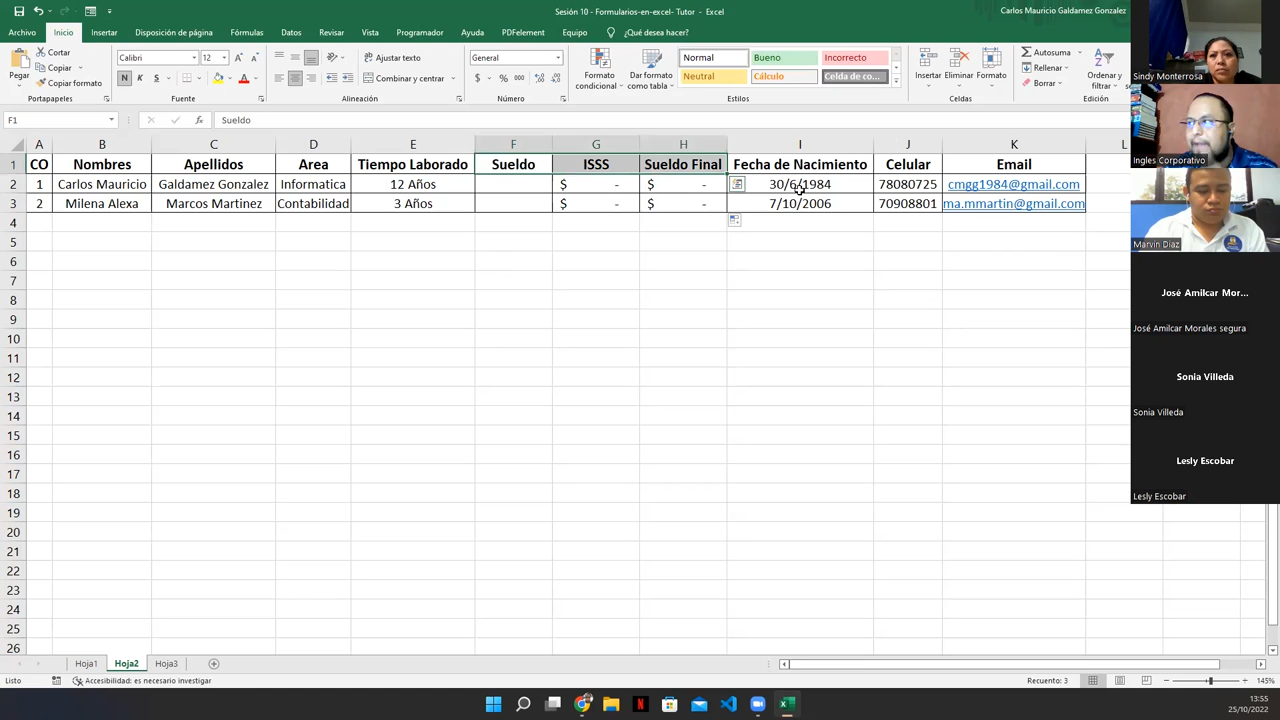 Sesión 10 - Formularios-en-excel- Tutor - Excel
Carlos Mauricio Galdamez Gonzalez
Archivo Inicio Insertar Disposición de página Fórmulas Datos Revisar Vista Programador Ayuda PDFelement Equipo ¿Qué desea hacer?
Pegar
Cortar
Copiar
Copiar formato
Portapapeles
Calibri 12
N K S
Fuente
Ajustar texto
Combinar y centrar
Alineación
General
$ % 000
Número
Formato condicional
Dar formato como tabla
Normal Bueno Incorrecto
Neutral Cálculo Celda de co...
Estilos
Insertar Eliminar Formato
Celdas
Autosuma
Rellenar
Borrar
Ordenar y filtrar
Edición
F1 fx Sueldo
A B C D E F G H I J K L
1 CO Nombres Apellidos Area Tiempo Laborado Sueldo ISSS Sueldo Final Fecha de Nacimiento Celular Email
2 1 Carlos Mauricio Galdamez Gonzalez Informatica 12 Años $ - $ - 30/6/1984 78080725 cmgg1984@gmail.com
3 2 Milena Alexa Marcos Martinez Contabilidad 3 Años $ - $ - 7/10/2006 70908801 ma.mmartin@gmail.com
4
5
6
7
8
9
10
11
12
13
14
15
16
17
18
19
20
21
22
23
24
25
26
Sindy Monterrosa
Ingles Corporativo
Marvin Diaz
José Amilcar Mor...
José Amilcar Morales segura
Sonia Villeda
Sonia Villeda
Lesly Escobar
Lesly Escobar
Hoja1 Hoja2 Hoja3
Listo Accesibilidad: es necesario investigar Recuento: 3 145%
N
13:55
25/10/2022